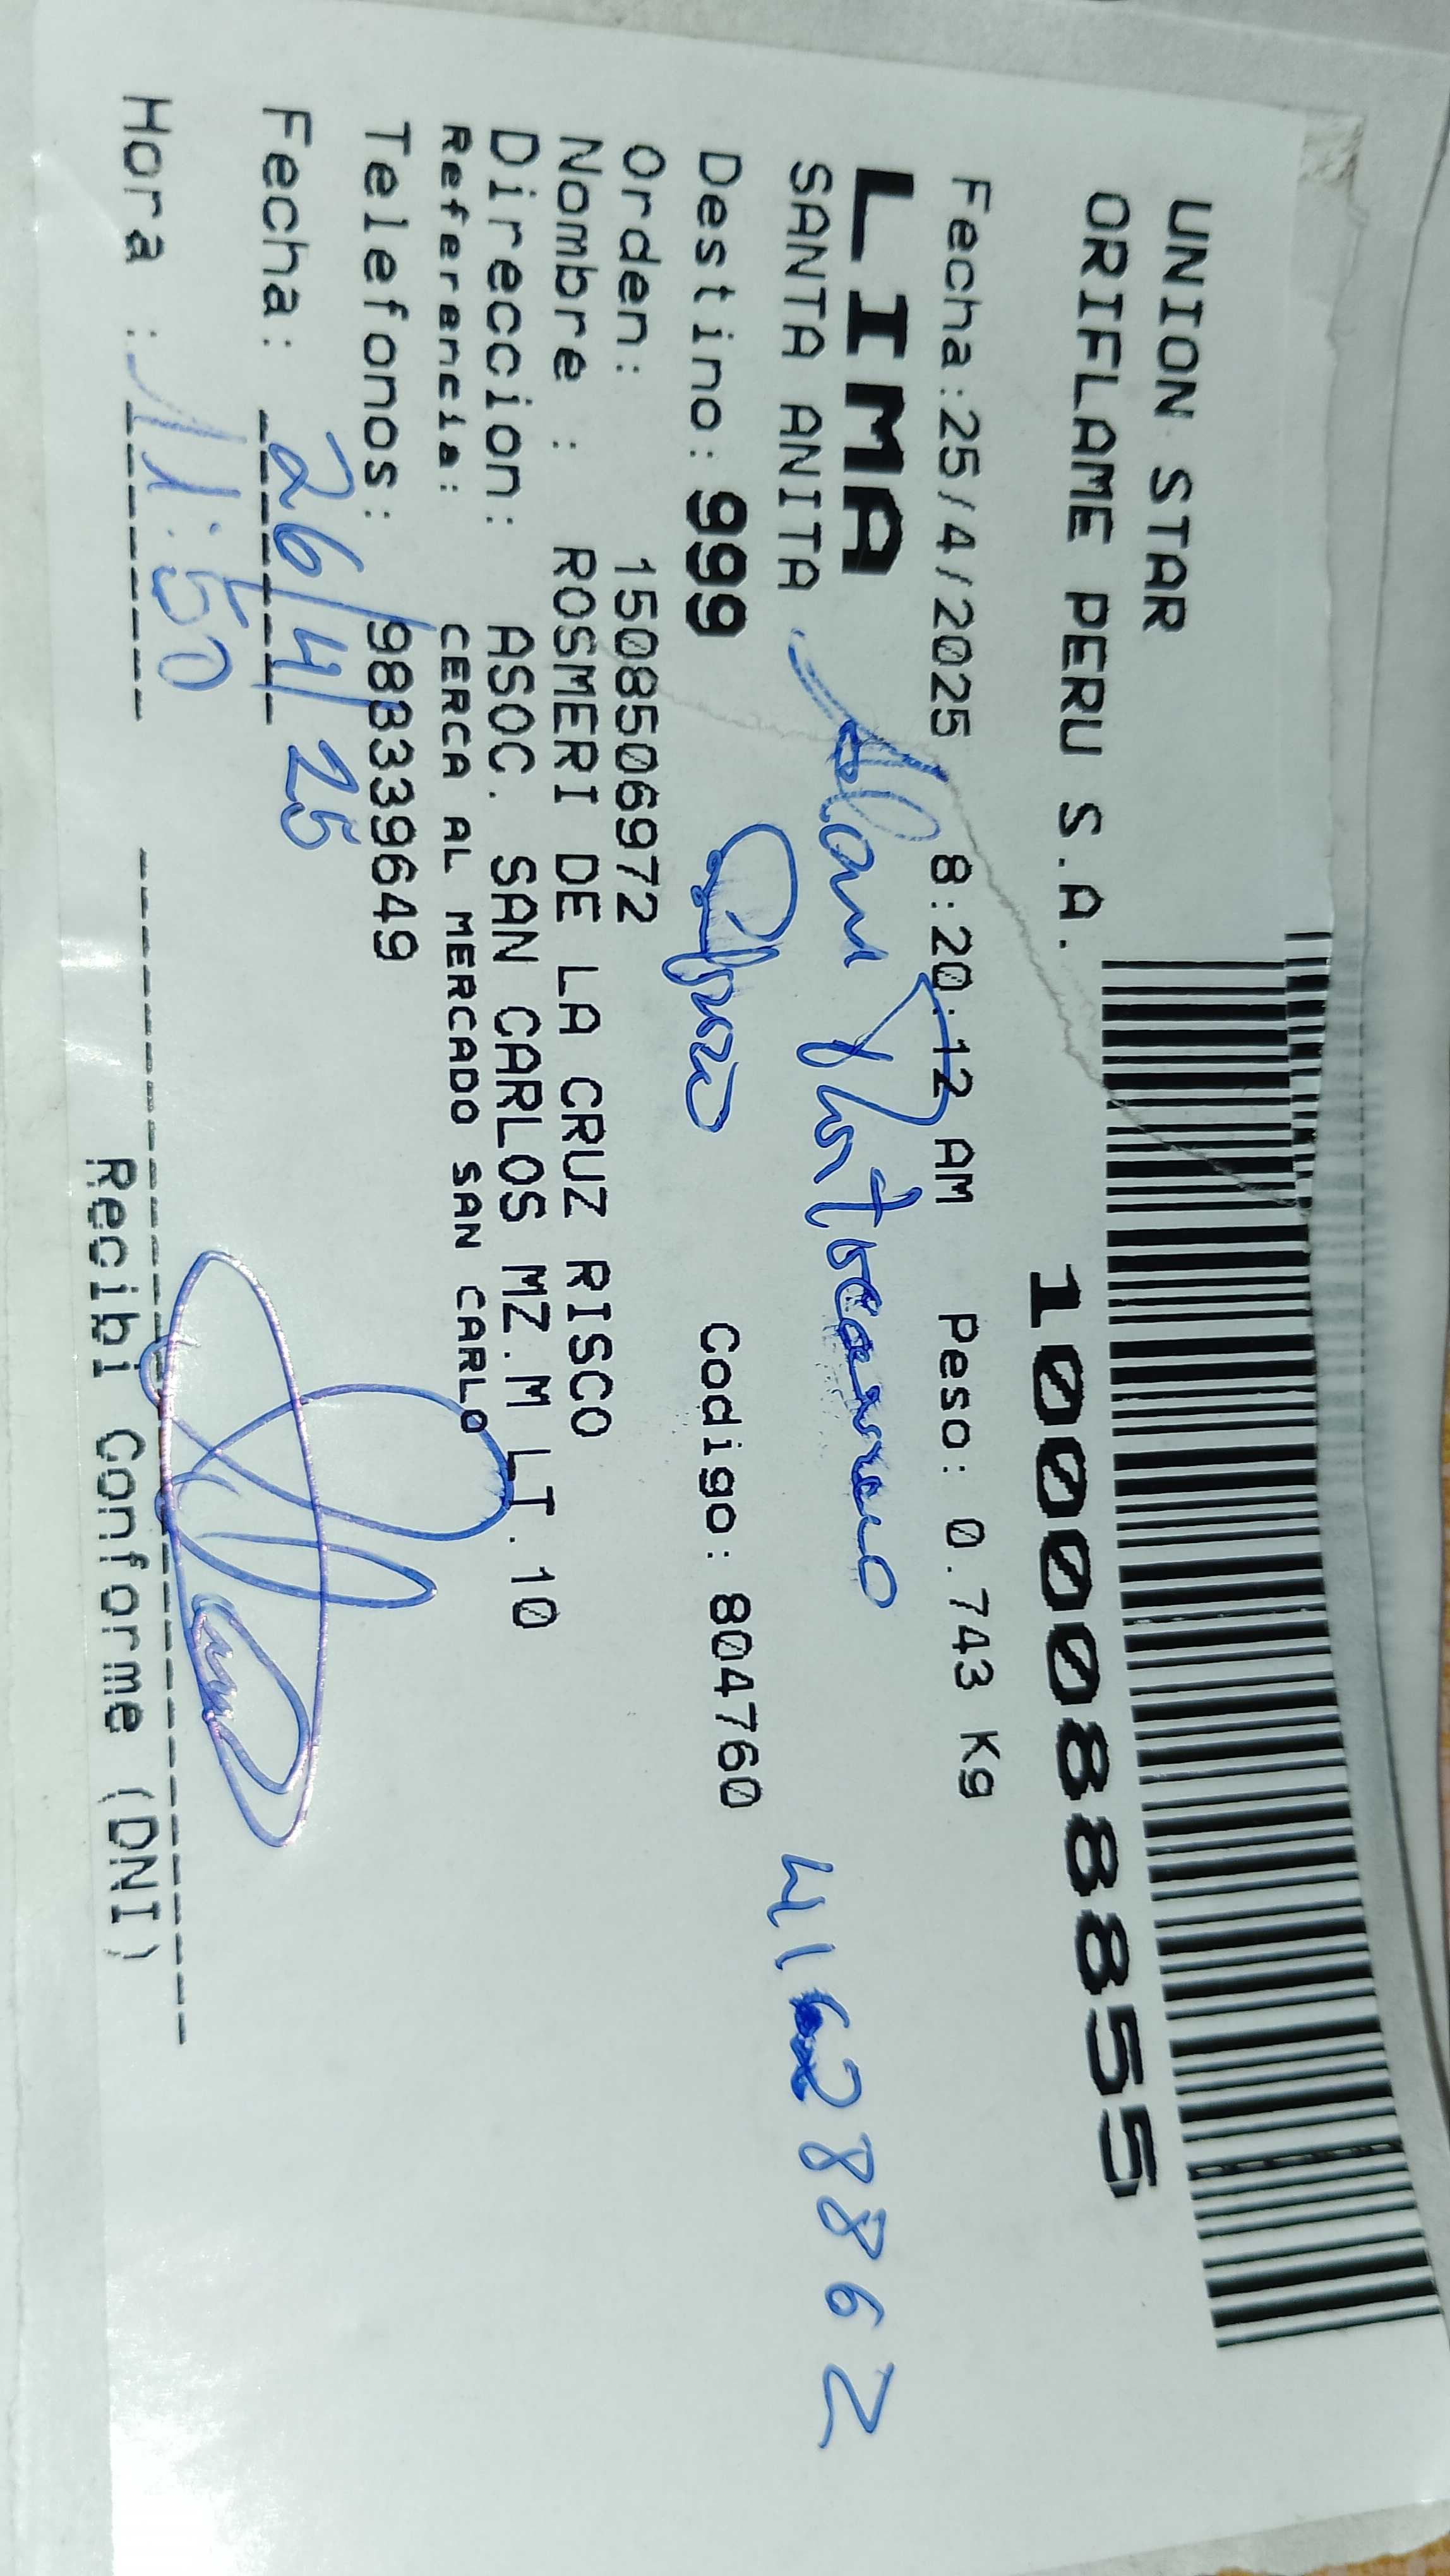 UNION STAR
ORIFLAME PERU S.A.
1000088855
Fecha:25/4/2025 8:20:12 AM Peso: 0.743 Kg
LIMA
SANTA ANITA
41628862
Destino: 999 Codigo: 804760
Orden: 1508506972
Nombre : ROSMERI DE LA CRUZ RISCO
Direccion: ASOC. SAN CARLOS MZ.M LT.10
Referencia: CERCA AL MERCADO SAN CARLO
Telefonos: 983339649
Fecha: 26/4/25
Hora : 11:50
Recibi Conforme (DNI)